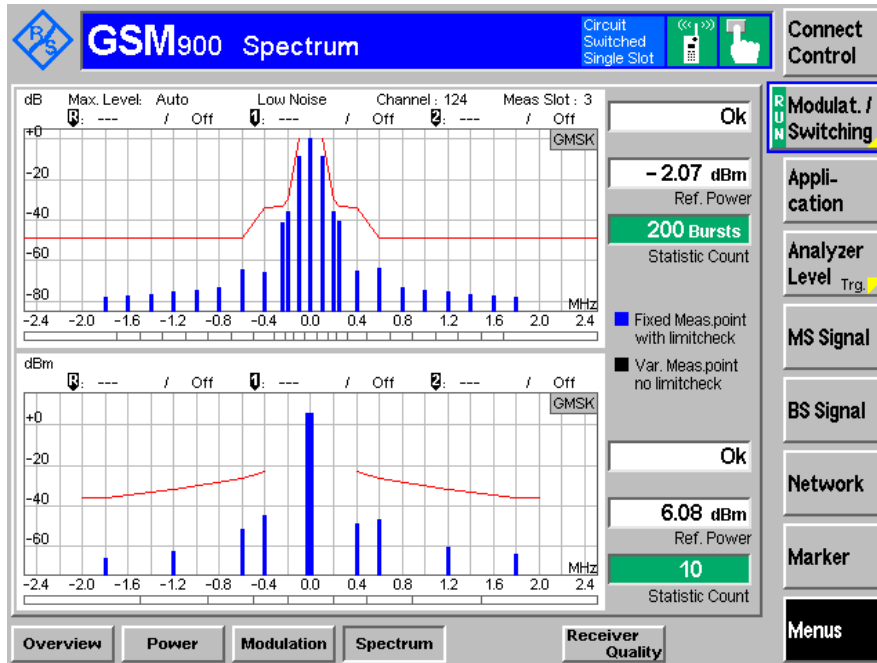 R&S
GSM900 Spectrum
Circuit
Switched
Single Slot
Connect
Control
dB Max. Level: Auto Low Noise Channel : 124 Meas Slot : 3
R: --- / Off 1: --- / Off 2: --- / Off
GMSK
+0
-20
-40
-60
-80
MHz
-2.4 -2.0 -1.6 -1.2 -0.8 -0.4 0.0 0.4 0.8 1.2 1.6 2.0 2.4
Ok
-2.07 dBm
Ref. Power
200 Bursts
Statistic Count
Fixed Meas.point
with limitcheck
Var. Meas.point
no limitcheck
dBm
R: --- / Off 1: --- / Off 2: --- / Off
GMSK
+0
-20
-40
-60
MHz
-2.4 -2.0 -1.6 -1.2 -0.8 -0.4 0.0 0.4 0.8 1.2 1.6 2.0 2.4
Ok
6.08 dBm
Ref. Power
10
Statistic Count
RUN
Modulat. /
Switching
Appli-
cation
Analyzer
Level Trg.
MS Signal
BS Signal
Network
Marker
Menus
Overview Power Modulation Spectrum Receiver
Quality